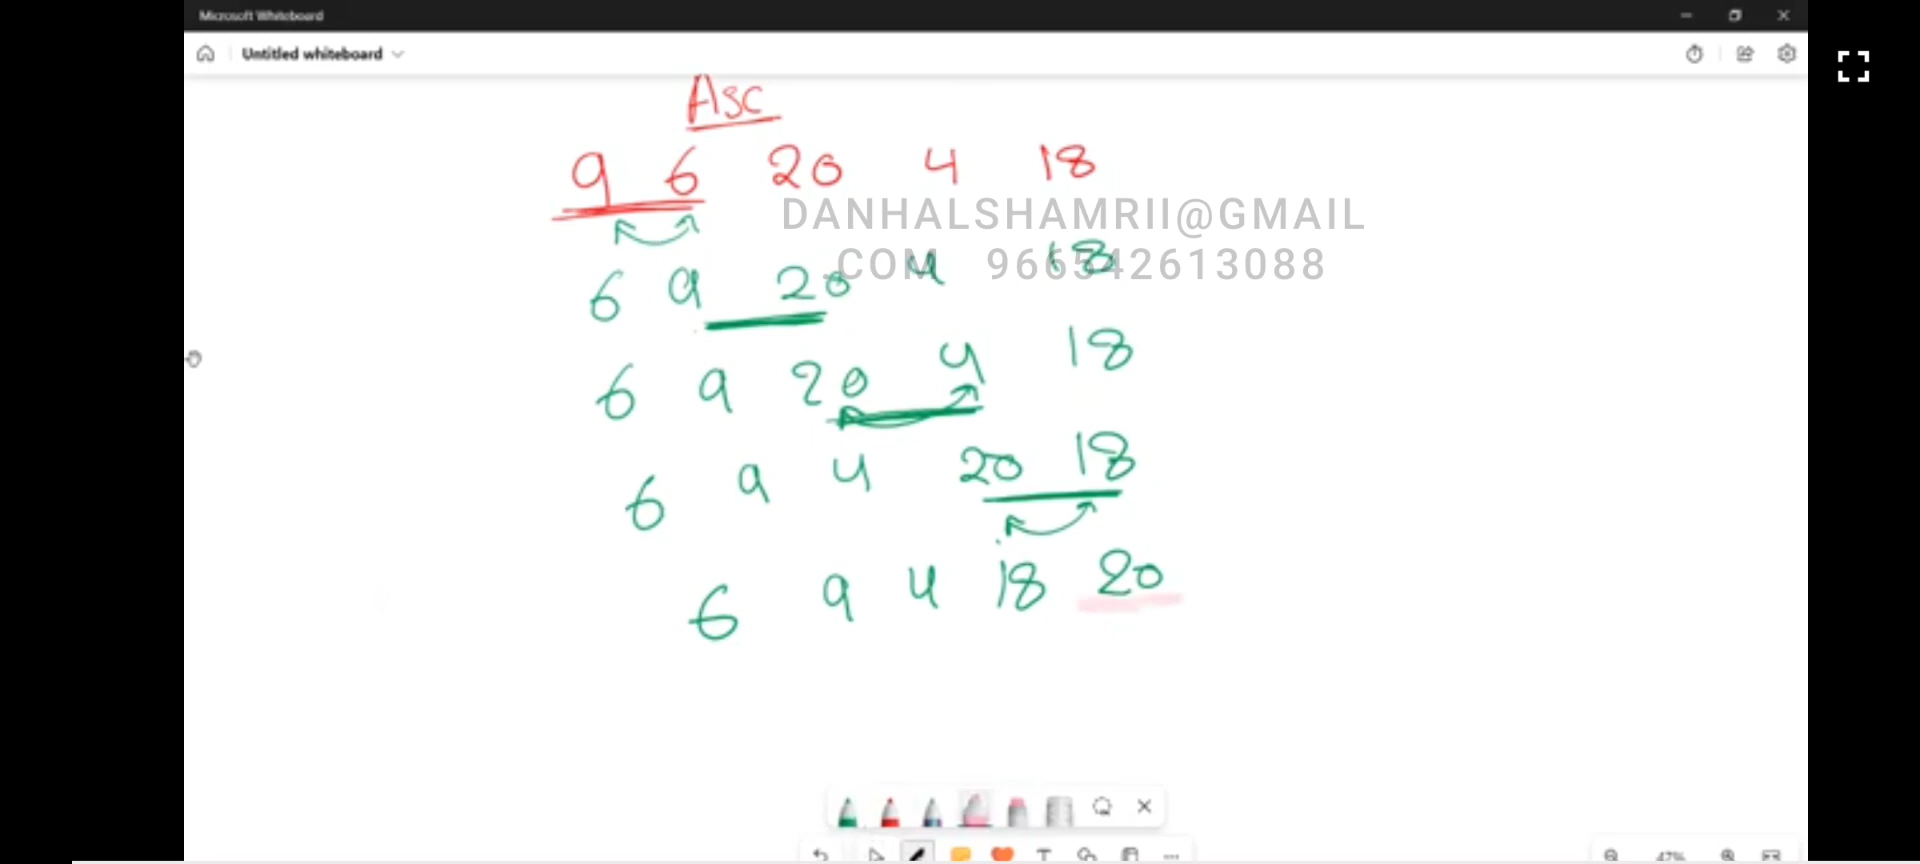 Microsoft Whiteboard
Untitled whiteboard
Asc
9 6 20 4 18
DANHALSHAMRII@GMAIL
.COM 966542613088
6 9 20 4 18
6 9 20 4 18
6 9 4 20 18
6 9 4 18 20
47%